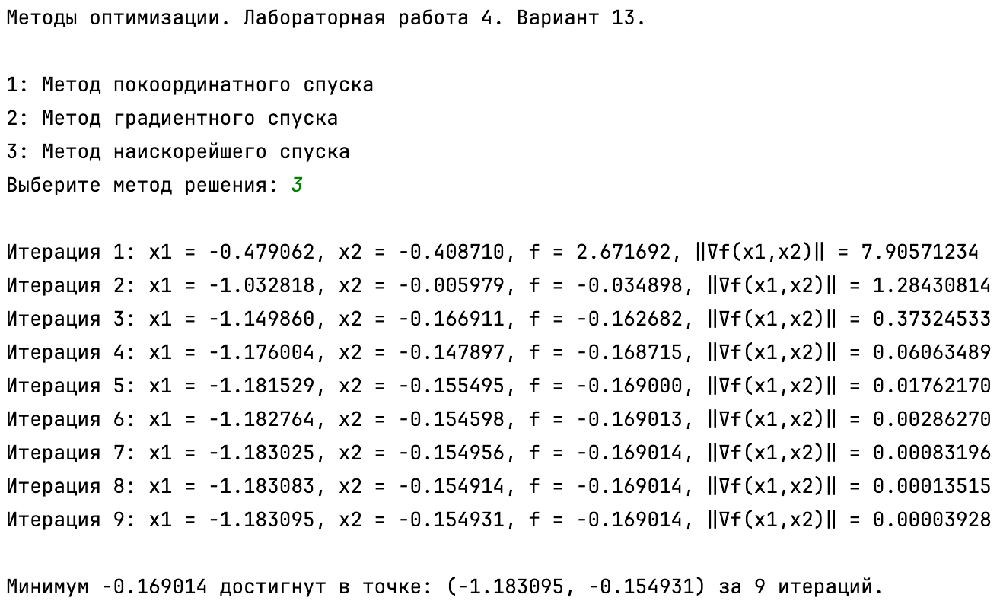 Методы оптимизации. Лабораторная работа 4. Вариант 13.
1: Метод покоординатного спуска
2: Метод градиентного спуска
3: Метод наискорейшего спуска
Выберите метод решения: 3
Итерация 1: x1 = -0.479062, x2 = -0.408710, f = 2.671692, ‖∇f(x1,x2)‖ = 7.90571234
Итерация 2: x1 = -1.032818, x2 = -0.005979, f = -0.034898, ‖∇f(x1,x2)‖ = 1.28430814
Итерация 3: x1 = -1.149860, x2 = -0.166911, f = -0.162682, ‖∇f(x1,x2)‖ = 0.37324533
Итерация 4: x1 = -1.176004, x2 = -0.147897, f = -0.168715, ‖∇f(x1,x2)‖ = 0.06063489
Итерация 5: x1 = -1.181529, x2 = -0.155495, f = -0.169000, ‖∇f(x1,x2)‖ = 0.01762170
Итерация 6: x1 = -1.182764, x2 = -0.154598, f = -0.169013, ‖∇f(x1,x2)‖ = 0.00286270
Итерация 7: x1 = -1.183025, x2 = -0.154956, f = -0.169014, ‖∇f(x1,x2)‖ = 0.00083196
Итерация 8: x1 = -1.183083, x2 = -0.154914, f = -0.169014, ‖∇f(x1,x2)‖ = 0.00013515
Итерация 9: x1 = -1.183095, x2 = -0.154931, f = -0.169014, ‖∇f(x1,x2)‖ = 0.00003928
Минимум -0.169014 достигнут в точке: (-1.183095, -0.154931) за 9 итераций.